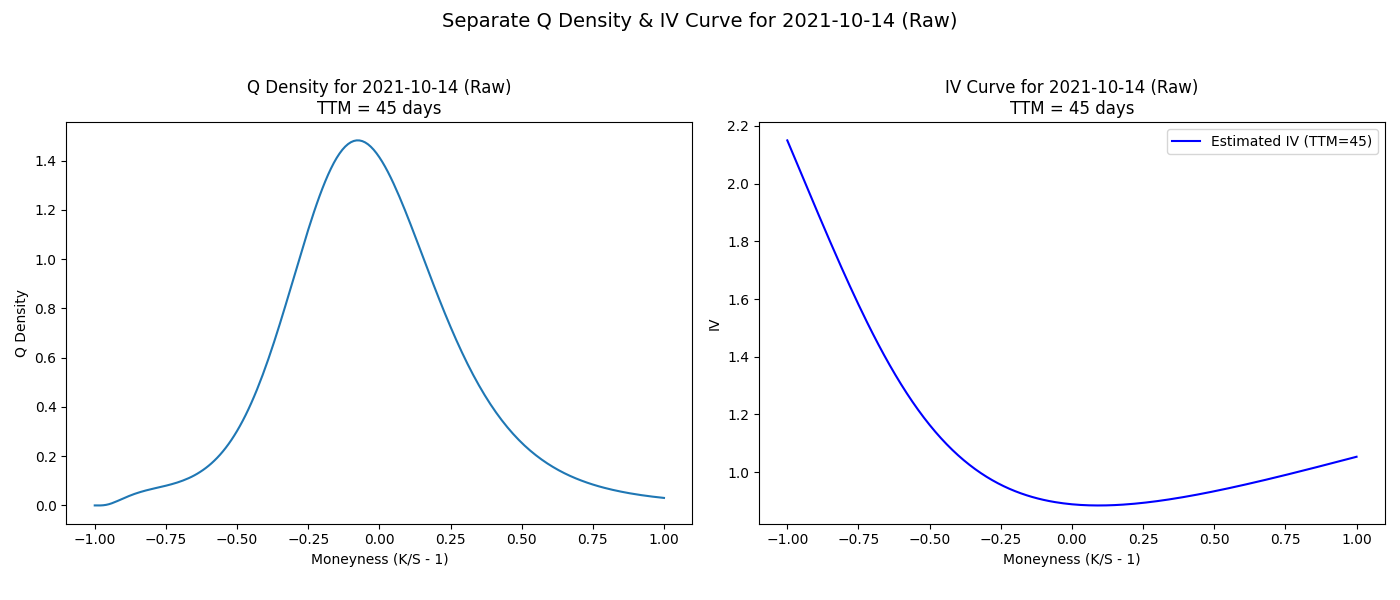 Separate Q Density & IV Curve for 2021-10-14 (Raw)
Q Density for 2021-10-14 (Raw)
TTM = 45 days
Q Density
1.4
1.2
1.0
0.8
0.6
0.4
0.2
0.0
−1.00 −0.75 −0.50 −0.25 0.00 0.25 0.50 0.75 1.00
Moneyness (K/S - 1)
IV Curve for 2021-10-14 (Raw)
TTM = 45 days
Estimated IV (TTM=45)
IV
2.2
2.0
1.8
1.6
1.4
1.2
1.0
−1.00 −0.75 −0.50 −0.25 0.00 0.25 0.50 0.75 1.00
Moneyness (K/S - 1)